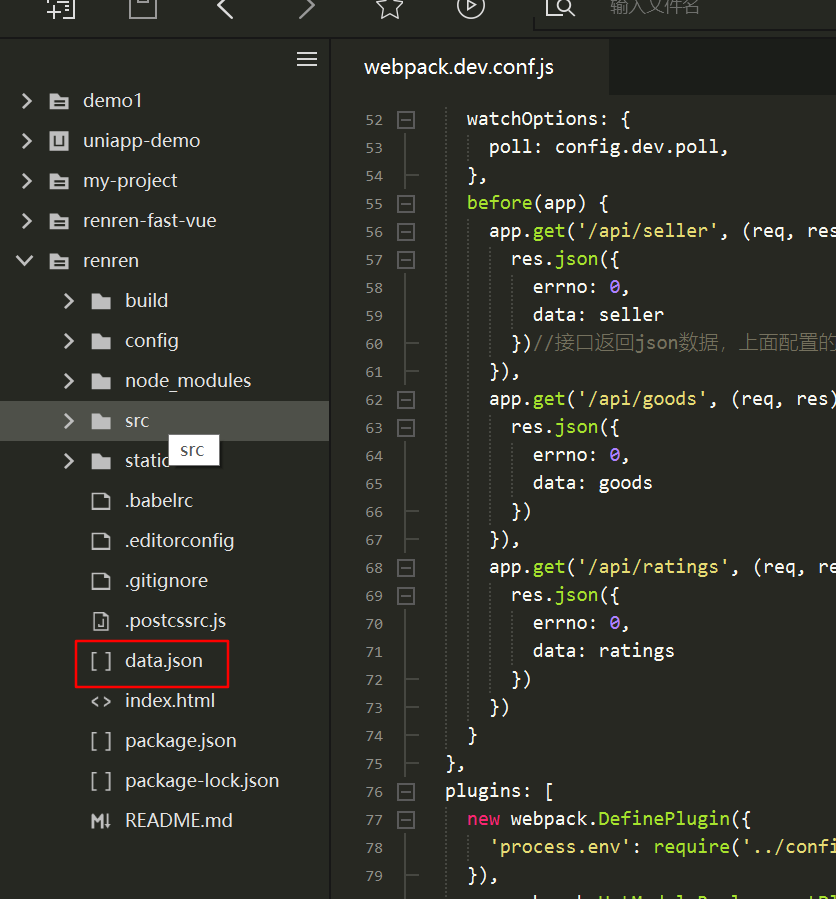 输入文件名
webpack.dev.conf.js
demo1
uniapp-demo
my-project
renren-fast-vue
renren
build
config
node_modules
src
src
static
.babelrc
.editorconfig
.gitignore
.postcssrc.js
data.json
index.html
package.json
package-lock.json
README.md
52 watchOptions: {
53 poll: config.dev.poll,
54 },
55 before(app) {
56 app.get('/api/seller', (req, res
57 res.json({
58 errno: 0,
59 data: seller
60 })//接口返回json数据，上面配置的
61 }),
62 app.get('/api/goods', (req, res)
63 res.json({
64 errno: 0,
65 data: goods
66 })
67 }),
68 app.get('/api/ratings', (req, re
69 res.json({
70 errno: 0,
71 data: ratings
72 })
73 })
74 }
75 },
76 plugins: [
77 new webpack.DefinePlugin({
78 'process.env': require('../confi
79 }),